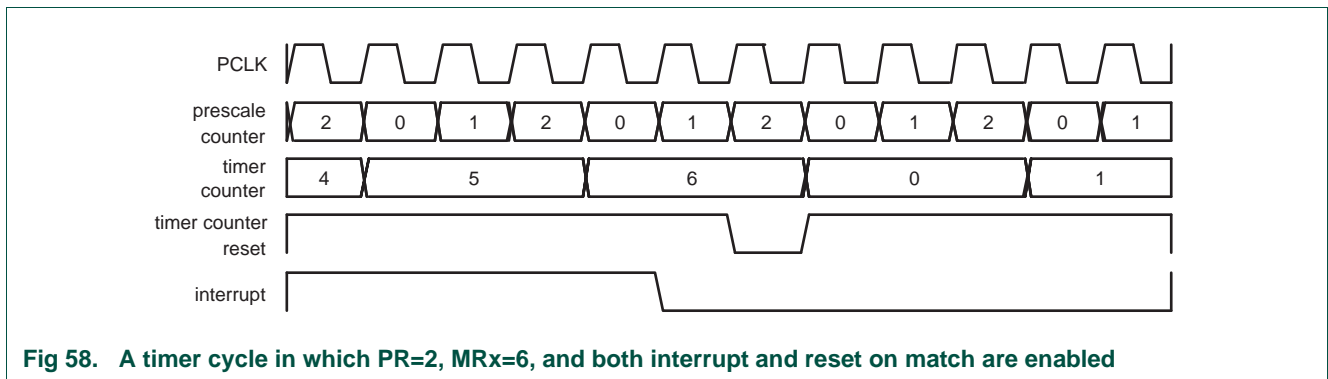 PCLK
prescale
counter
2 0 1 2 0 1 2 0 1 2 0 1
timer
counter
4 5 6 0 1
timer counter
reset
interrupt
Fig 58. A timer cycle in which PR=2, MRx=6, and both interrupt and reset on match are enabled